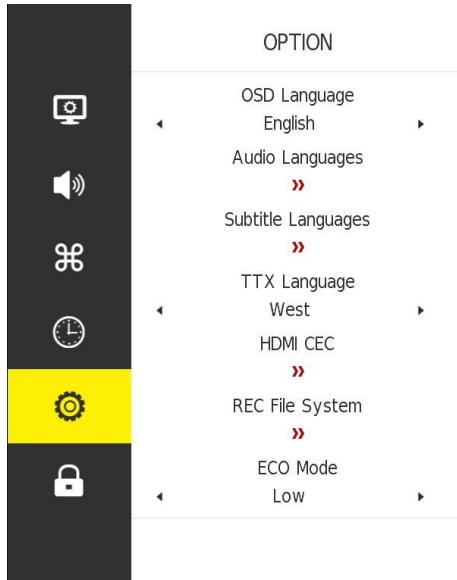 OPTION
OSD Language
English
Audio Languages
»
Subtitle Languages
»
TTX Language
West
HDMI CEC
»
REC File System
»
ECO Mode
Low